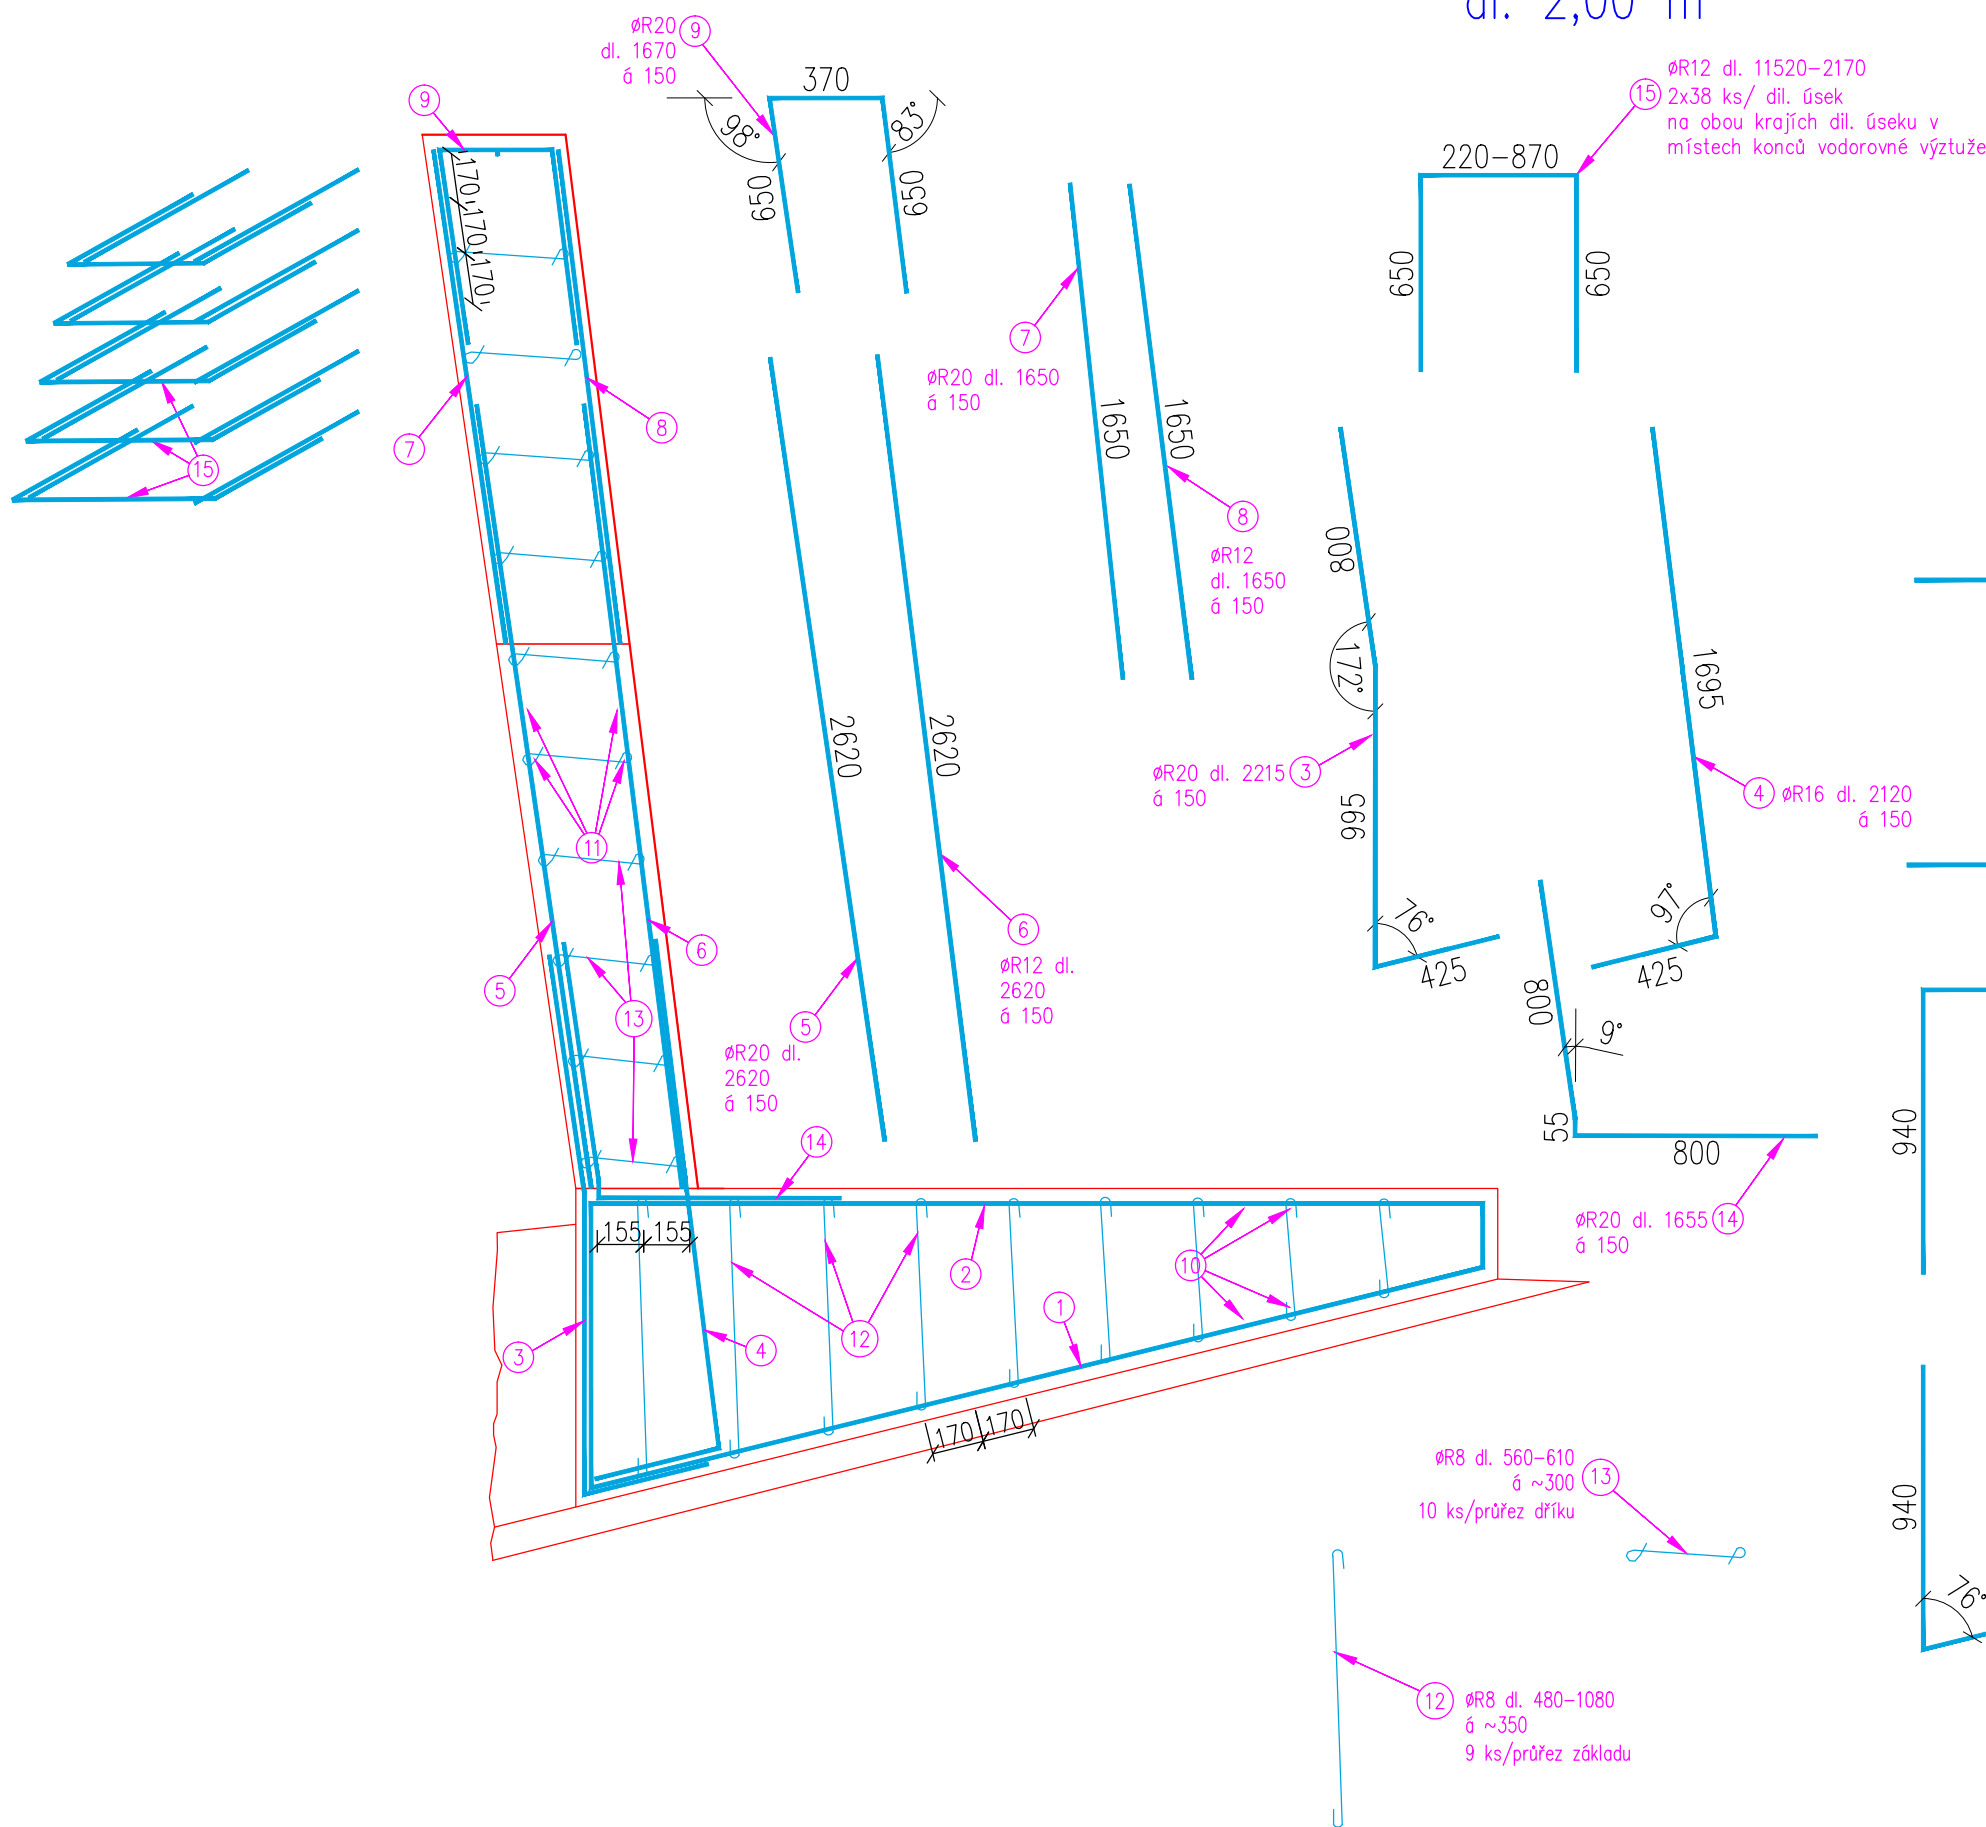 dl. 2,00 m
øR20
dl. 1670
á 150
9
370
98°
83°
650
650
9
170
170
170
øR12 dl. 11520-2170
2x38 ks/ dil. úsek
na obou krajích dil. úseku v
místech konců vodorovné výztuže
15
220-870
650
650
7
øR20 dl. 1650
á 150
1650
1650
8
øR12
dl. 1650
á 150
7
8
15
2620
2620
800
172°
øR20 dl. 2215
á 150
3
995
76°
425
1695
4
øR16 dl. 2120
á 150
97°
425
11
5
6
13
6
øR12 dl.
2620
á 150
5
øR20 dl.
2620
á 150
800
9°
55
800
øR20 dl. 1655
á 150
14
940
14
155
155
2
10
1
12
3
4
170
170
øR8 dl. 560-610
á ~300
10 ks/průřez dříku
13
940
76°
12
øR8 dl. 480-1080
á ~350
9 ks/průřez základu